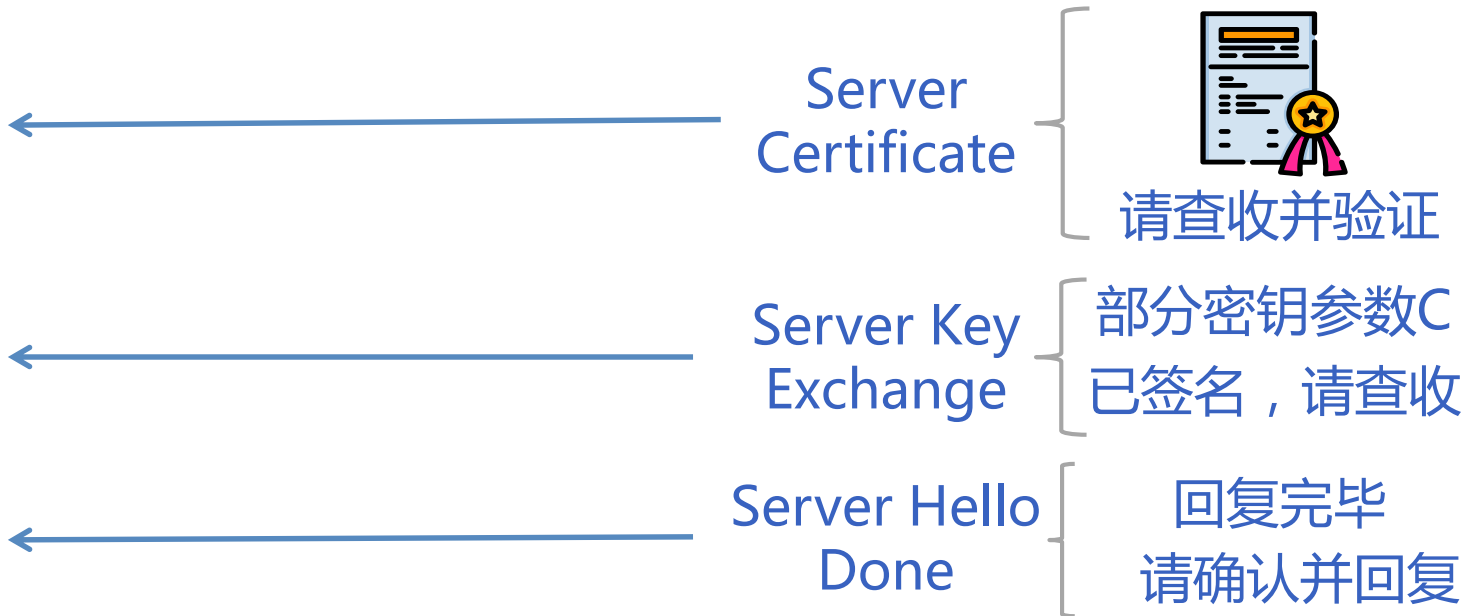 Server
Certificate
请查收并验证
Server Key
Exchange
部分密钥参数C
已签名，请查收
Server Hello
Done
回复完毕
请确认并回复